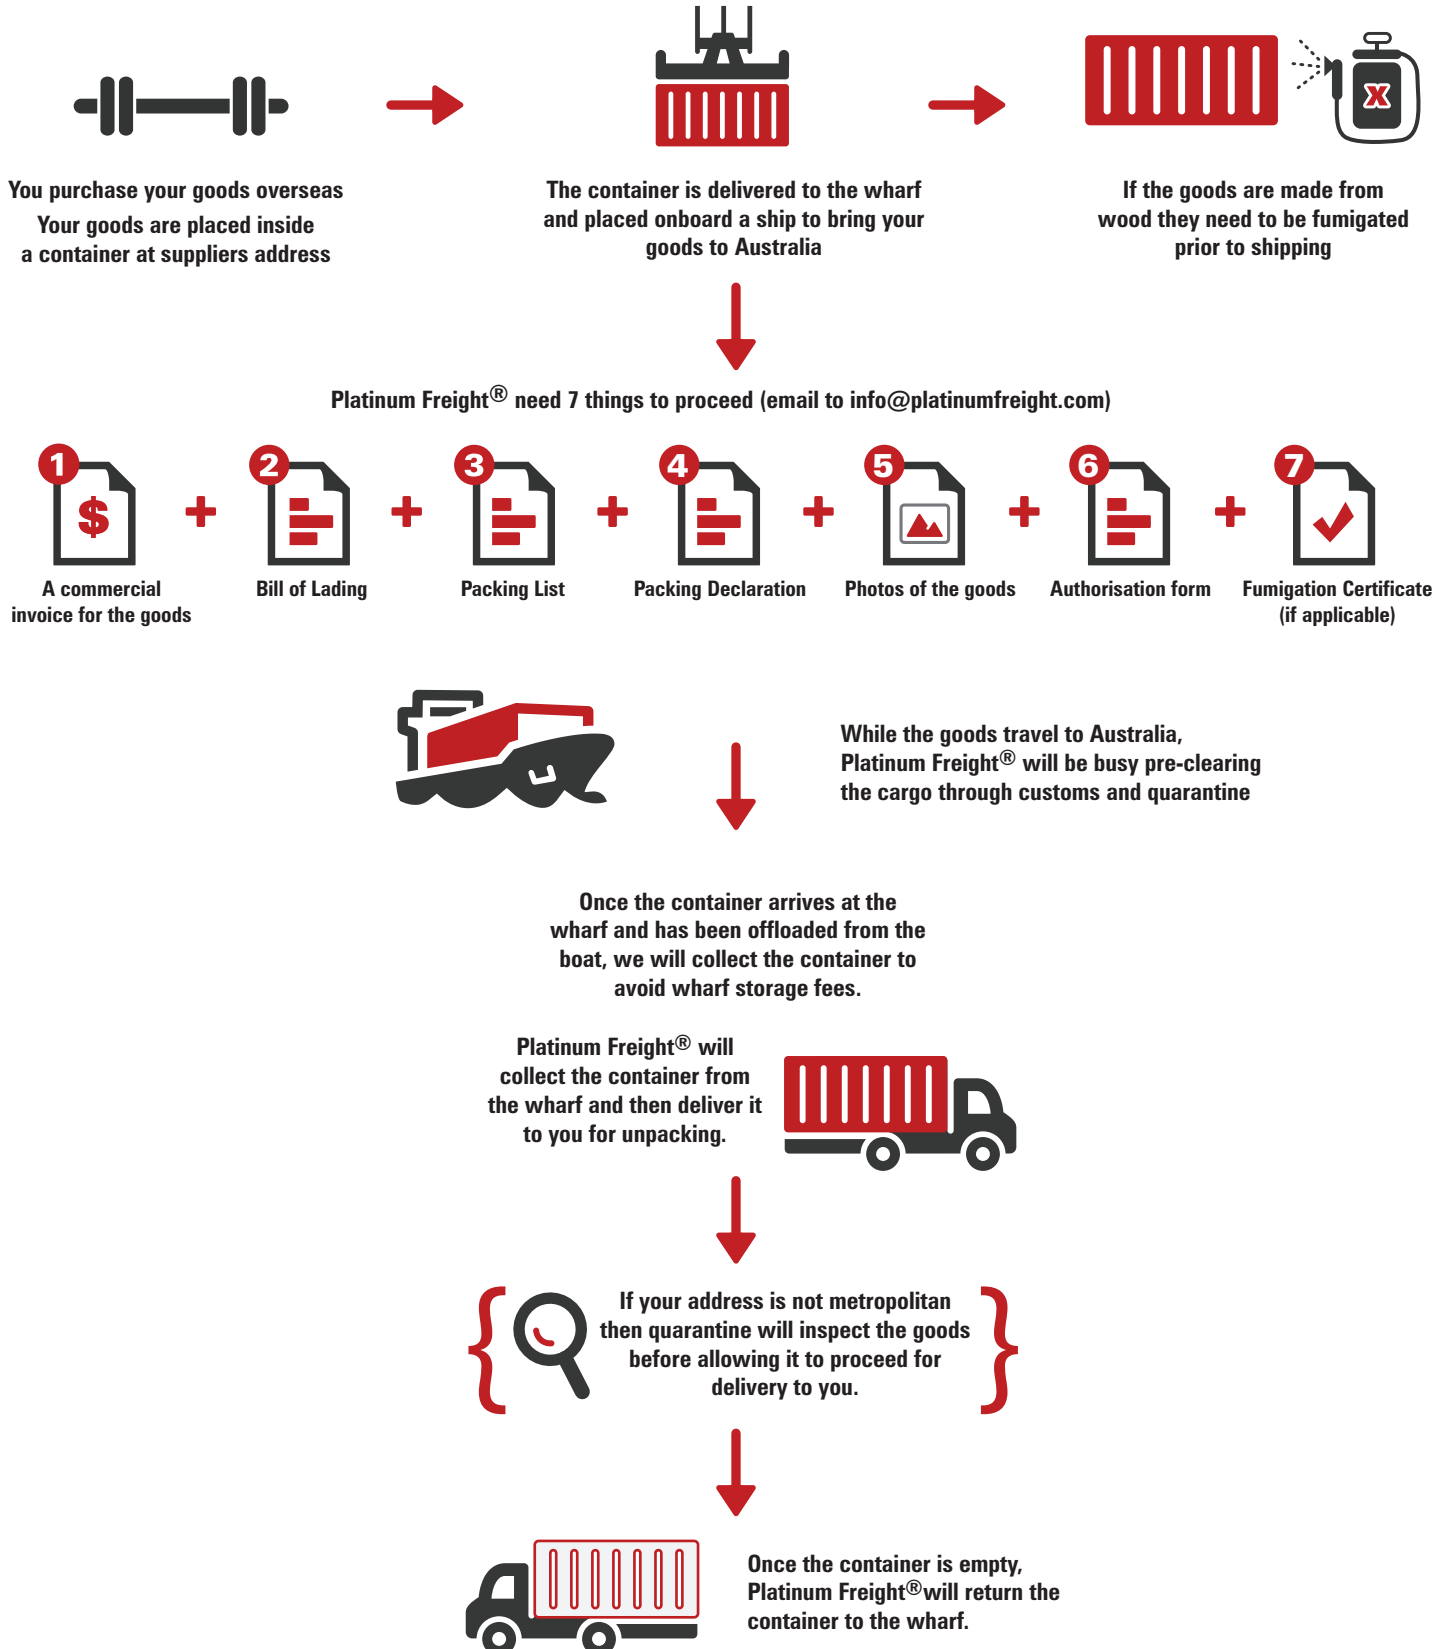 You purchase your goods overseas
Your goods are placed inside
a container at suppliers address
The container is delivered to the wharf
and placed onboard a ship to bring your
goods to Australia
X
If the goods are made from
wood they need to be fumigated
prior to shipping
Platinum Freight® need 7 things to proceed (email to info@platinumfreight.com)
1
$
A commercial
invoice for the goods
2
Bill of Lading
3
Packing List
4
Packing Declaration
5
Photos of the goods
6
Authorisation form
7
Fumigation Certificate
(if applicable)
While the goods travel to Australia,
Platinum Freight® will be busy pre-clearing
the cargo through customs and quarantine
Once the container arrives at the
wharf and has been offloaded from the
boat, we will collect the container to
avoid wharf storage fees.
Platinum Freight® will
collect the container from
the wharf and then deliver it
to you for unpacking.
If your address is not metropolitan
then quarantine will inspect the goods
before allowing it to proceed for
delivery to you.
Once the container is empty,
Platinum Freight®will return the
container to the wharf.